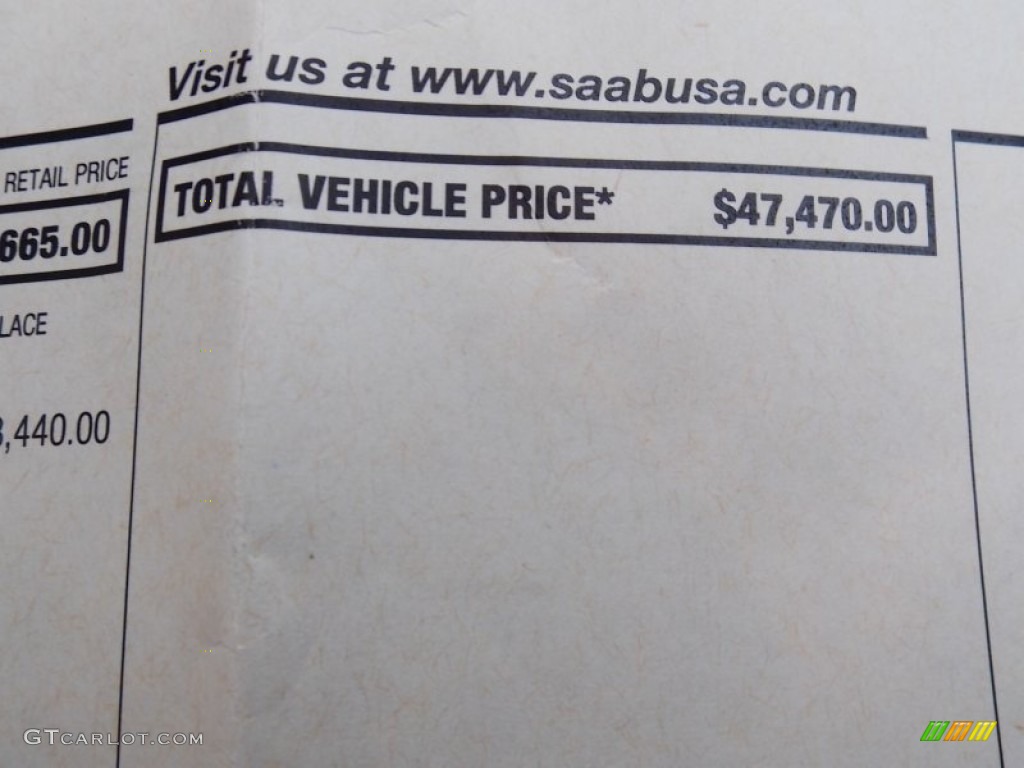 Visit us at www.saabusa.com
RETAIL PRICE
TOTAL VEHICLE PRICE* $47,470.00
665.00
,440.00
GTCARLOT.COM